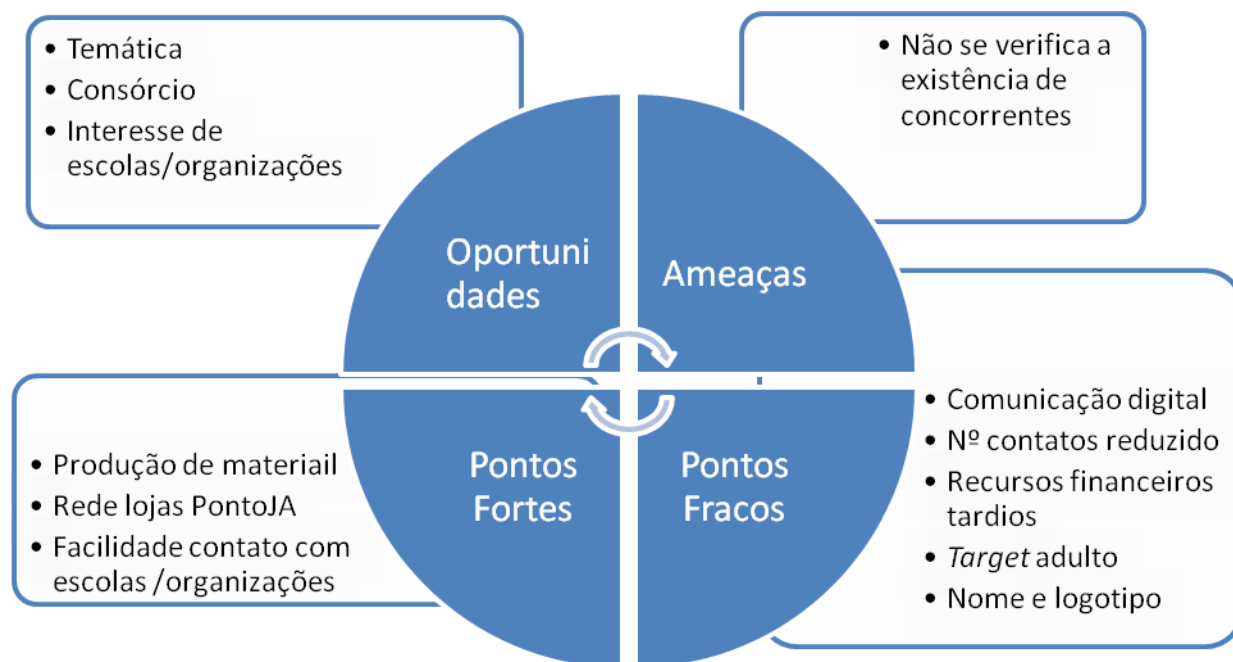 • Temática
• Consórcio
• Interesse de
escolas/organizações
• Não se verifica a
existência de
concorrentes
Oportuni
dades
Ameaças
• Produção de materiail
• Rede lojas PontoJA
• Facilidade contato com
escolas /organizações
Pontos
Fortes
Pontos
Fracos
• Comunicação digital
• Nº contatos reduzido
• Recursos financeiros
tardios
• Target adulto
• Nome e logotipo